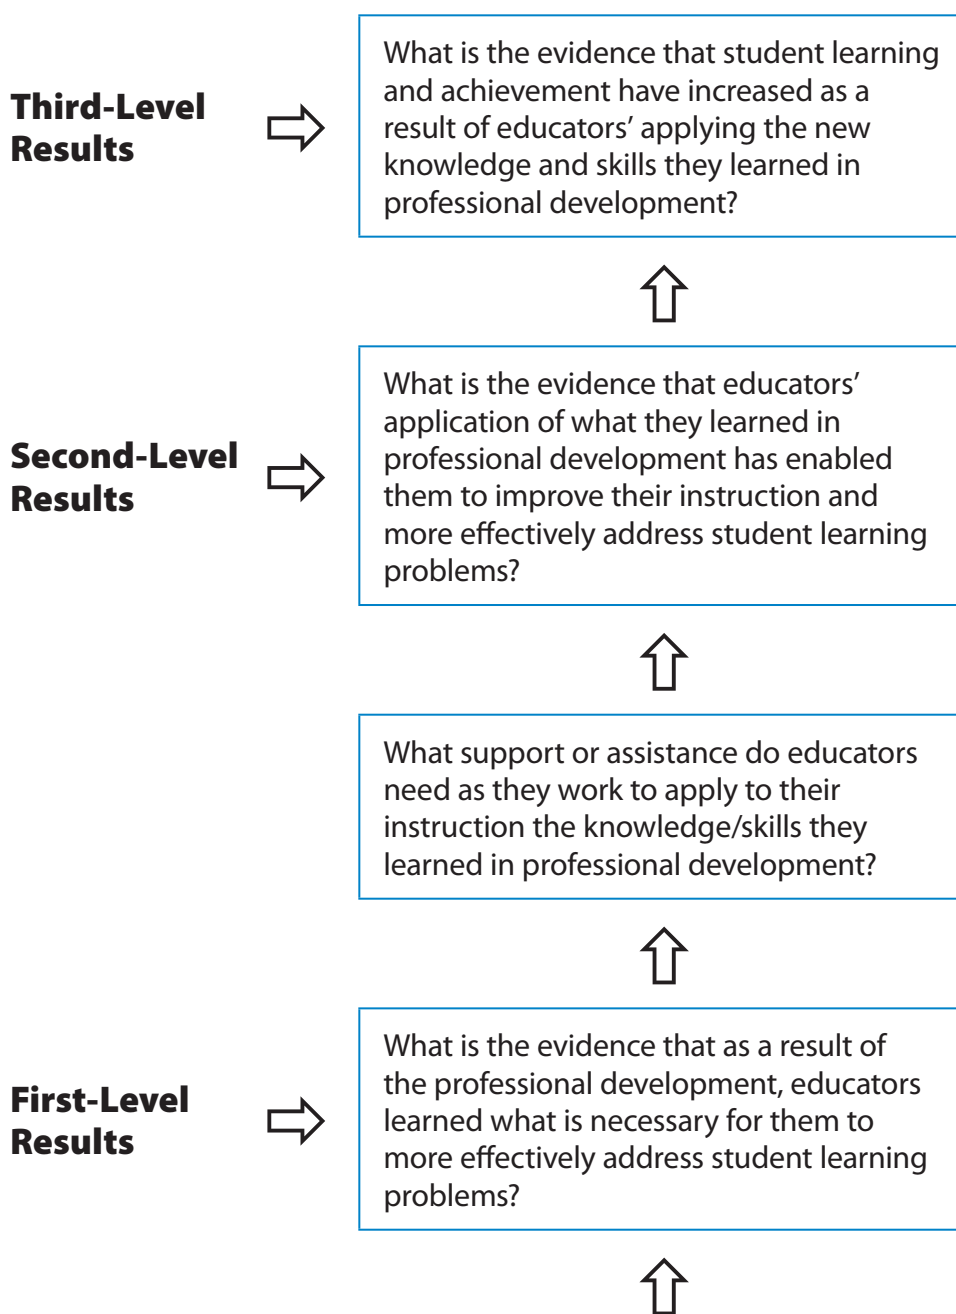 Third-Level
Results
What is the evidence that student learning
and achievement have increased as a
result of educators’ applying the new
knowledge and skills they learned in
professional development?
Second-Level
Results
What is the evidence that educators’
application of what they learned in
professional development has enabled
them to improve their instruction and
more effectively address student learning
problems?
What support or assistance do educators
need as they work to apply to their
instruction the knowledge/skills they
learned in professional development?
First-Level
Results
What is the evidence that as a result of
the professional development, educators
learned what is necessary for them to
more effectively address student learning
problems?